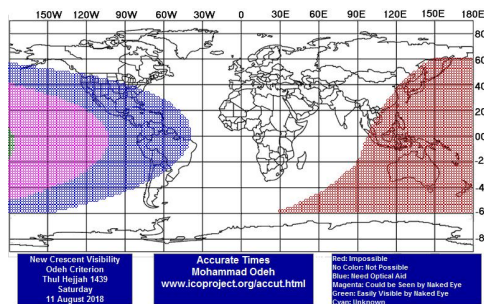 150W 120W 90W 60W 30W 0 30E 60E 90E 120E 150E 180E
80
60
40
20
00
-2
-4
-6
-8
New Crescent Visibility
Odeh Criterion
Thul Hejjah 1439
Saturday
11 August 2018
Accurate Times
Mohammad Odeh
www.icoproject.org/accut.html
Red: Impossible
No Color: Not Possible
Blue: Need Optical Aid
Magenta: Could be Seen by Naked Eye
Green: Easily Visible by Naked Eye
Cyan: Unknown